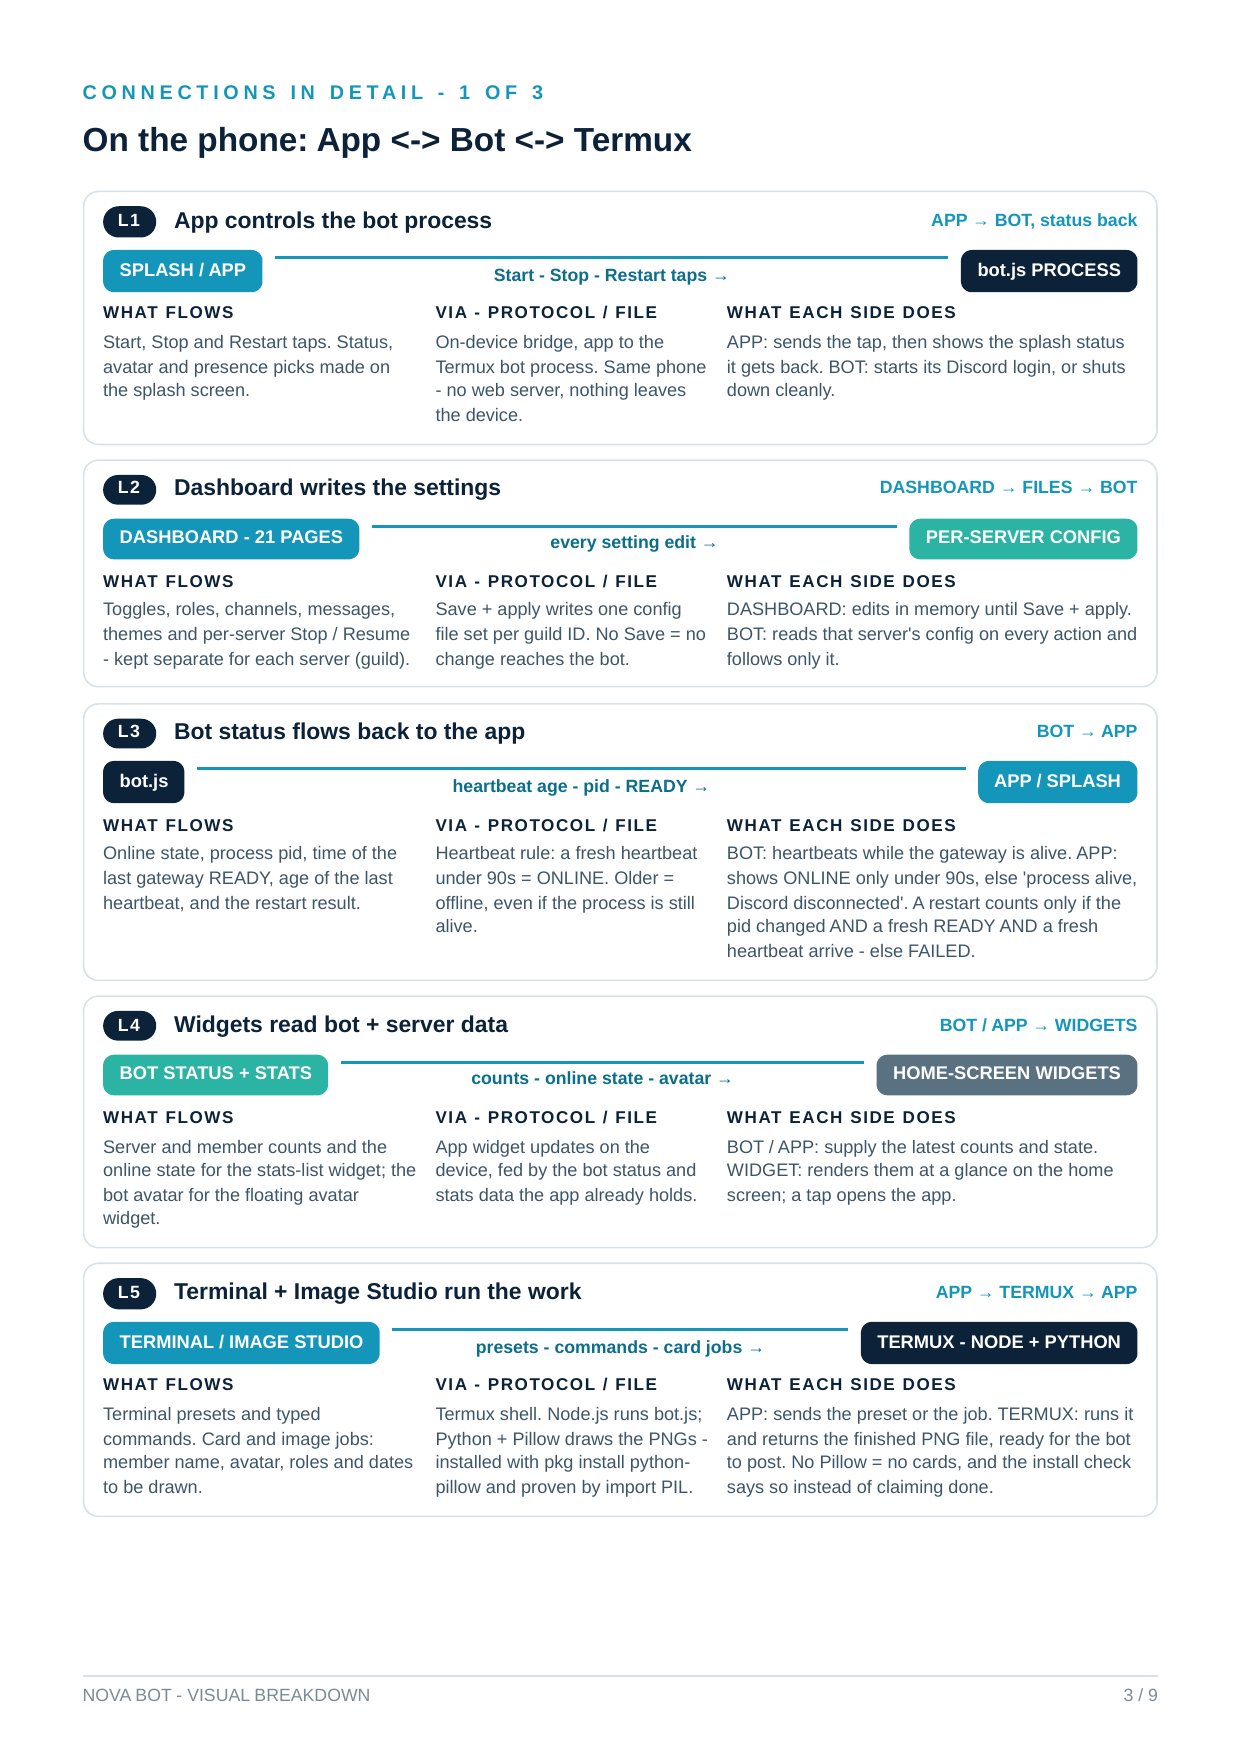 CONNECTIONS IN DETAIL - 1 OF 3
On the phone: App <-> Bot <-> Termux
L1 App controls the bot process APP → BOT, status back
SPLASH / APP Start - Stop - Restart taps → bot.js PROCESS
WHAT FLOWS
Start, Stop and Restart taps. Status,
avatar and presence picks made on
the splash screen.
VIA - PROTOCOL / FILE
On-device bridge, app to the
Termux bot process. Same phone
- no web server, nothing leaves
the device.
WHAT EACH SIDE DOES
APP: sends the tap, then shows the splash status
it gets back. BOT: starts its Discord login, or shuts
down cleanly.
L2 Dashboard writes the settings DASHBOARD → FILES → BOT
DASHBOARD - 21 PAGES every setting edit → PER-SERVER CONFIG
WHAT FLOWS
Toggles, roles, channels, messages,
themes and per-server Stop / Resume
- kept separate for each server (guild).
VIA - PROTOCOL / FILE
Save + apply writes one config
file set per guild ID. No Save = no
change reaches the bot.
WHAT EACH SIDE DOES
DASHBOARD: edits in memory until Save + apply.
BOT: reads that server's config on every action and
follows only it.
L3 Bot status flows back to the app BOT → APP
bot.js heartbeat age - pid - READY → APP / SPLASH
WHAT FLOWS
Online state, process pid, time of the
last gateway READY, age of the last
heartbeat, and the restart result.
VIA - PROTOCOL / FILE
Heartbeat rule: a fresh heartbeat
under 90s = ONLINE. Older =
offline, even if the process is still
alive.
WHAT EACH SIDE DOES
BOT: heartbeats while the gateway is alive. APP:
shows ONLINE only under 90s, else 'process alive,
Discord disconnected'. A restart counts only if the
pid changed AND a fresh READY AND a fresh
heartbeat arrive - else FAILED.
L4 Widgets read bot + server data BOT / APP → WIDGETS
BOT STATUS + STATS counts - online state - avatar → HOME-SCREEN WIDGETS
WHAT FLOWS
Server and member counts and the
online state for the stats-list widget; the
bot avatar for the floating avatar
widget.
VIA - PROTOCOL / FILE
App widget updates on the
device, fed by the bot status and
stats data the app already holds.
WHAT EACH SIDE DOES
BOT / APP: supply the latest counts and state.
WIDGET: renders them at a glance on the home
screen; a tap opens the app.
L5 Terminal + Image Studio run the work APP → TERMUX → APP
TERMINAL / IMAGE STUDIO presets - commands - card jobs → TERMUX - NODE + PYTHON
WHAT FLOWS
Terminal presets and typed
commands. Card and image jobs:
member name, avatar, roles and dates
to be drawn.
VIA - PROTOCOL / FILE
Termux shell. Node.js runs bot.js;
Python + Pillow draws the PNGs -
installed with pkg install python-
pillow and proven by import PIL.
WHAT EACH SIDE DOES
APP: sends the preset or the job. TERMUX: runs it
and returns the finished PNG file, ready for the bot
to post. No Pillow = no cards, and the install check
says so instead of claiming done.
NOVA BOT - VISUAL BREAKDOWN 3 / 9